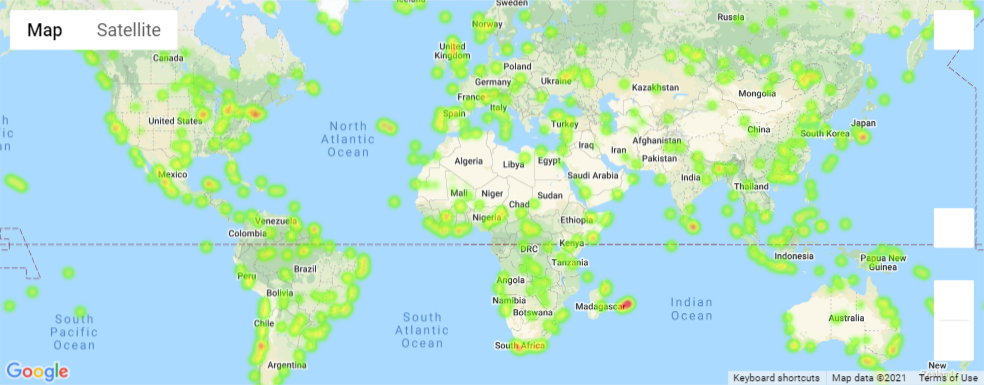 Map
Satellite
Sweden
Norway
Russia
Canada
United
Kingdom
Poland
Germany
Ukraine
Kazakhstan
Mongolia
France
Italy
Spain
Turkey
United States
North
Atlantic
Ocean
China
South Korea
Japan
Iraq
Iran
Afghanistan
Pakistan
Algeria
Libya
Egypt
Saudi Arabia
India
Thailand
Mexico
Mali
Niger
Sudan
Chad
Nigeria
Ethiopia
Venezuela
Colombia
DRC
Kenya
Tanzania
Indonesia
Papua New
Guinea
Peru
Brazil
Bolivia
Angola
Namibia
Botswana
Madagascar
Indian
Ocean
Australia
South
Pacific
Ocean
South
Atlantic
Ocean
Chile
Argentina
South Africa
New
Google
Keyboard shortcuts
Map data ©2021
Terms of Use